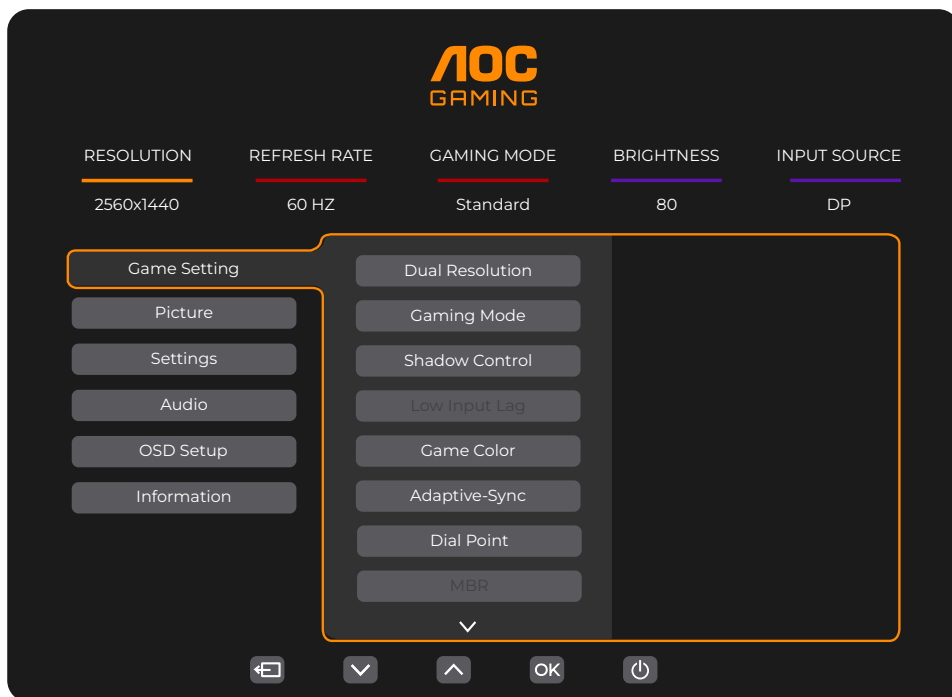 AOC
GAMING
RESOLUTION REFRESH RATE GAMING MODE BRIGHTNESS INPUT SOURCE
2560x1440 60 HZ Standard 80 DP
Game Setting
Picture
Settings
Audio
OSD Setup
Information
Dual Resolution
Gaming Mode
Shadow Control
Low Input Lag
Game Color
Adaptive-Sync
Dial Point
MBR
OK